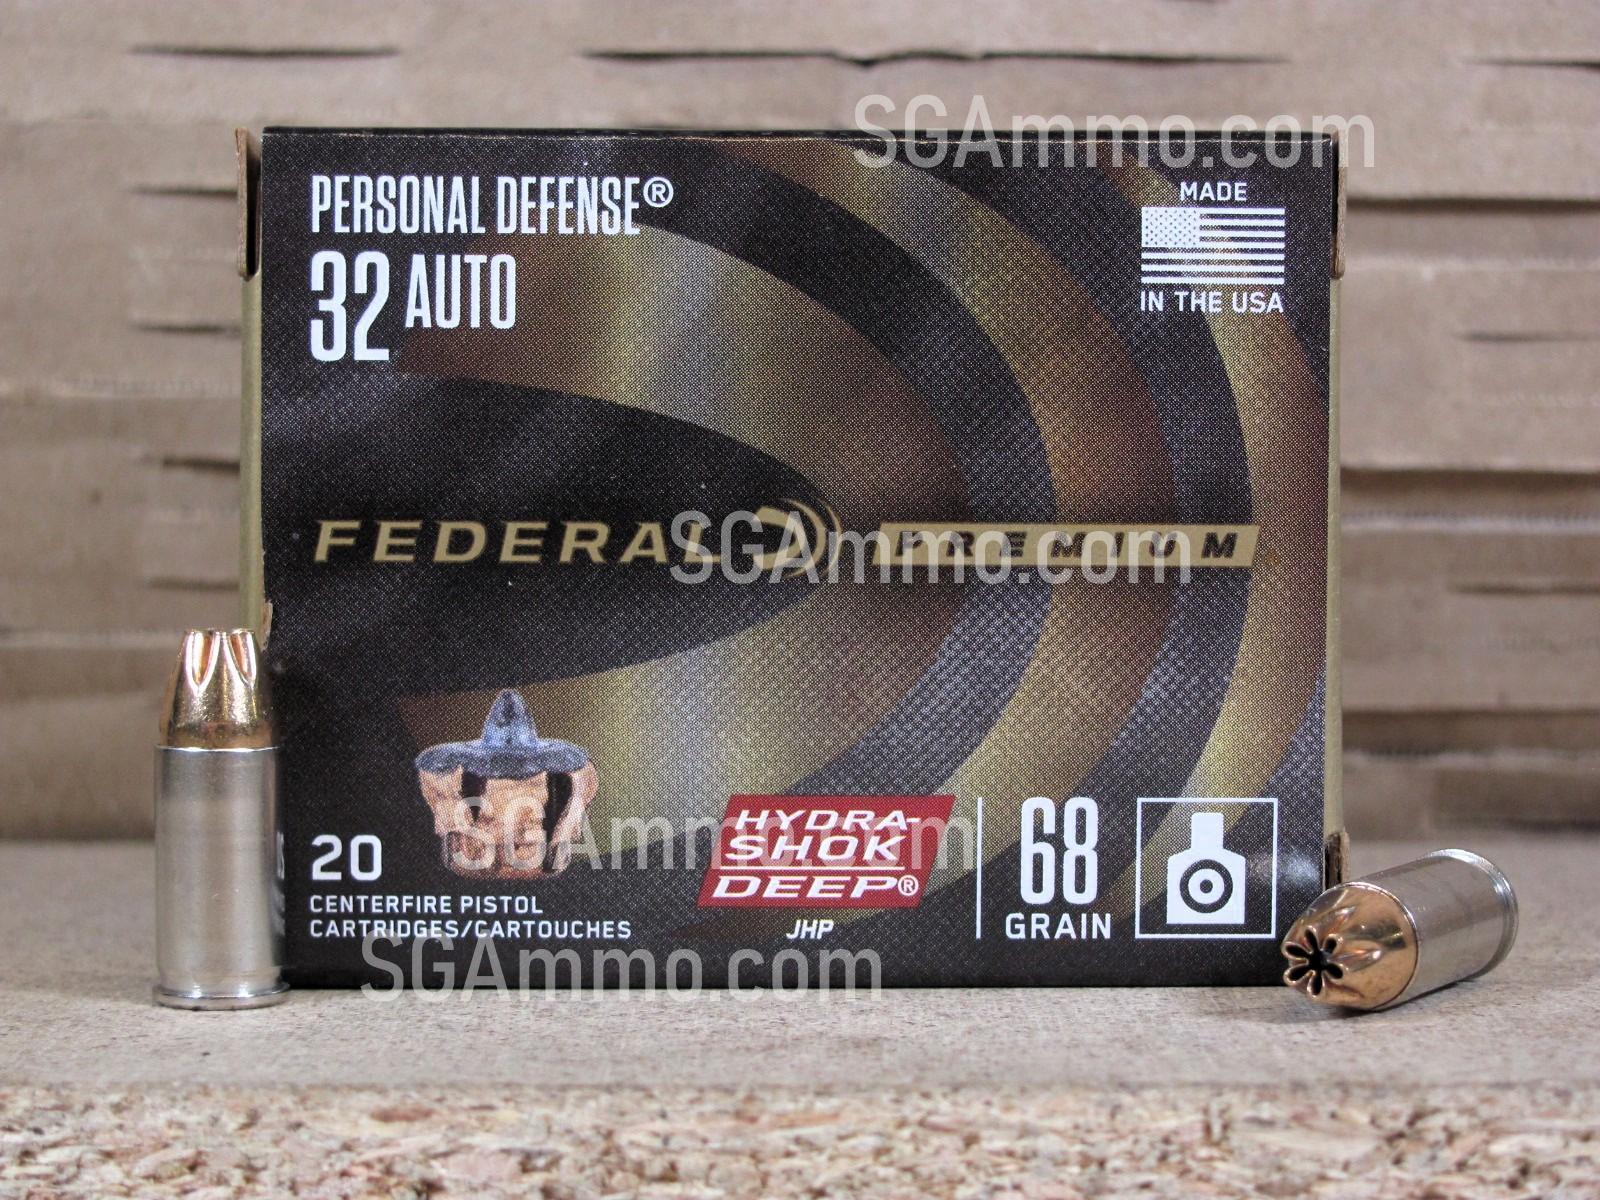 SGAmmo.com
PERSONAL DEFENSE®
32 AUTO
MADE
IN THE USA
FEDERAL PREMIUM
SGAmmo.com
SGAmmo.com
20
CENTERFIRE PISTOL
CARTRIDGES/CARTOUCHES
HYDRA-
SHOK
DEEP®
JHP
68
GRAIN
SGAmmo.com